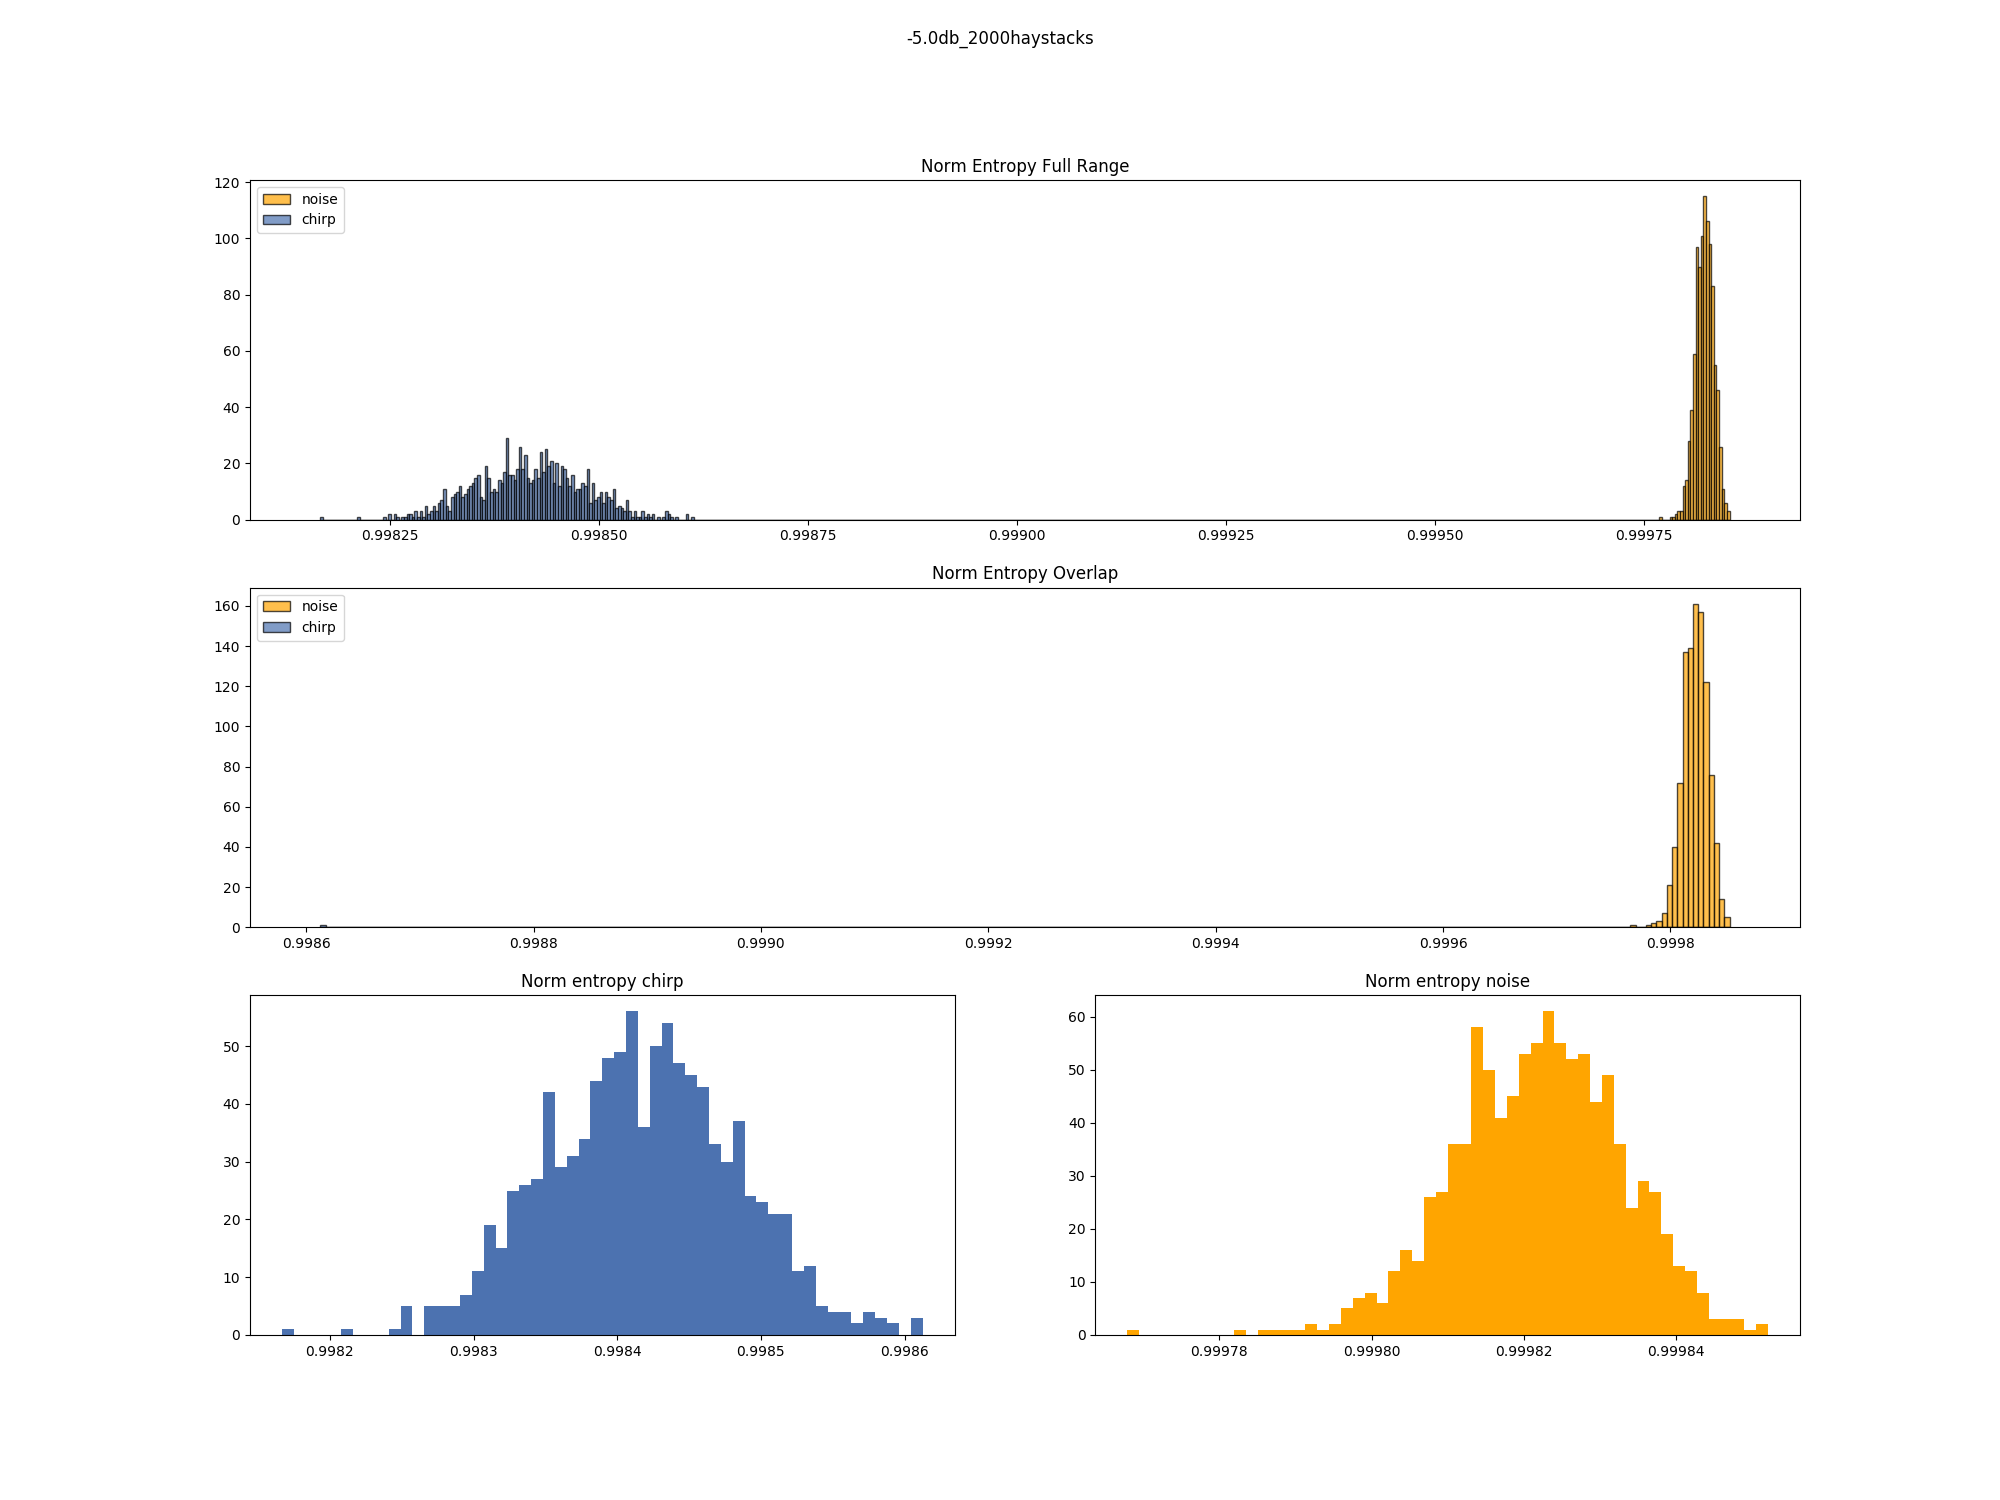 -5.0db_2000haystacks
Norm Entropy Full Range
120
100
80
60
40
20
0
noise
chirp
0.99825 0.99850 0.99875 0.99900 0.99925 0.99950 0.99975
Norm Entropy Overlap
160
140
120
100
80
60
40
20
0
noise
chirp
0.9986 0.9988 0.9990 0.9992 0.9994 0.9996 0.9998
Norm entropy chirp
50
40
30
20
10
0
0.9982 0.9983 0.9984 0.9985 0.9986
Norm entropy noise
60
50
40
30
20
10
0
0.99978 0.99980 0.99982 0.99984